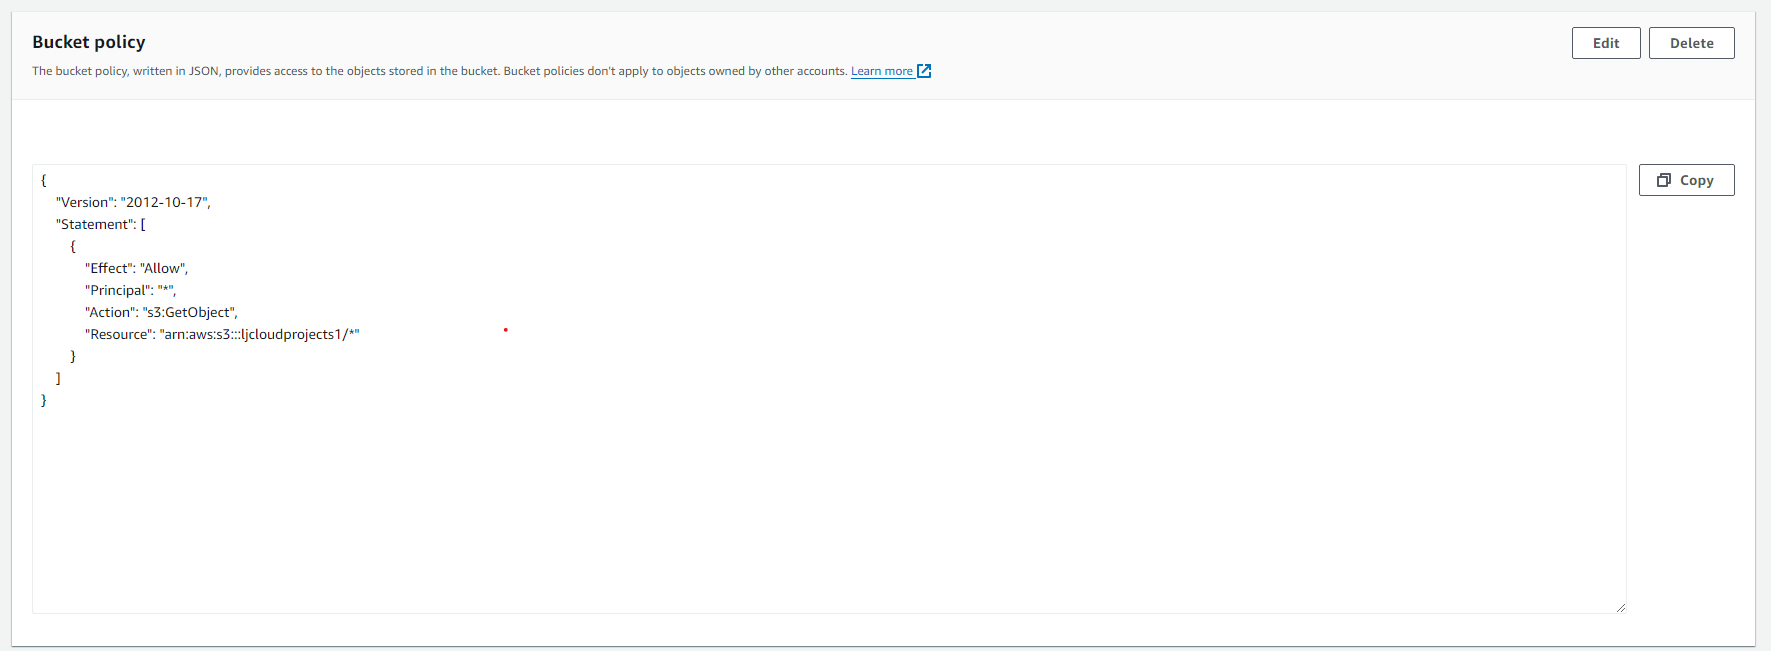 Bucket policy
Edit
Delete
The bucket policy, written in JSON, provides access to the objects stored in the bucket. Bucket policies don't apply to objects owned by other accounts. Learn more
Copy
{
"Version": "2012-10-17",
"Statement": [
{
"Effect": "Allow",
"Principal": "*",
"Action": "s3:GetObject",
"Resource": "arn:aws:s3:::ljcloudprojects1/*"
}
]
}